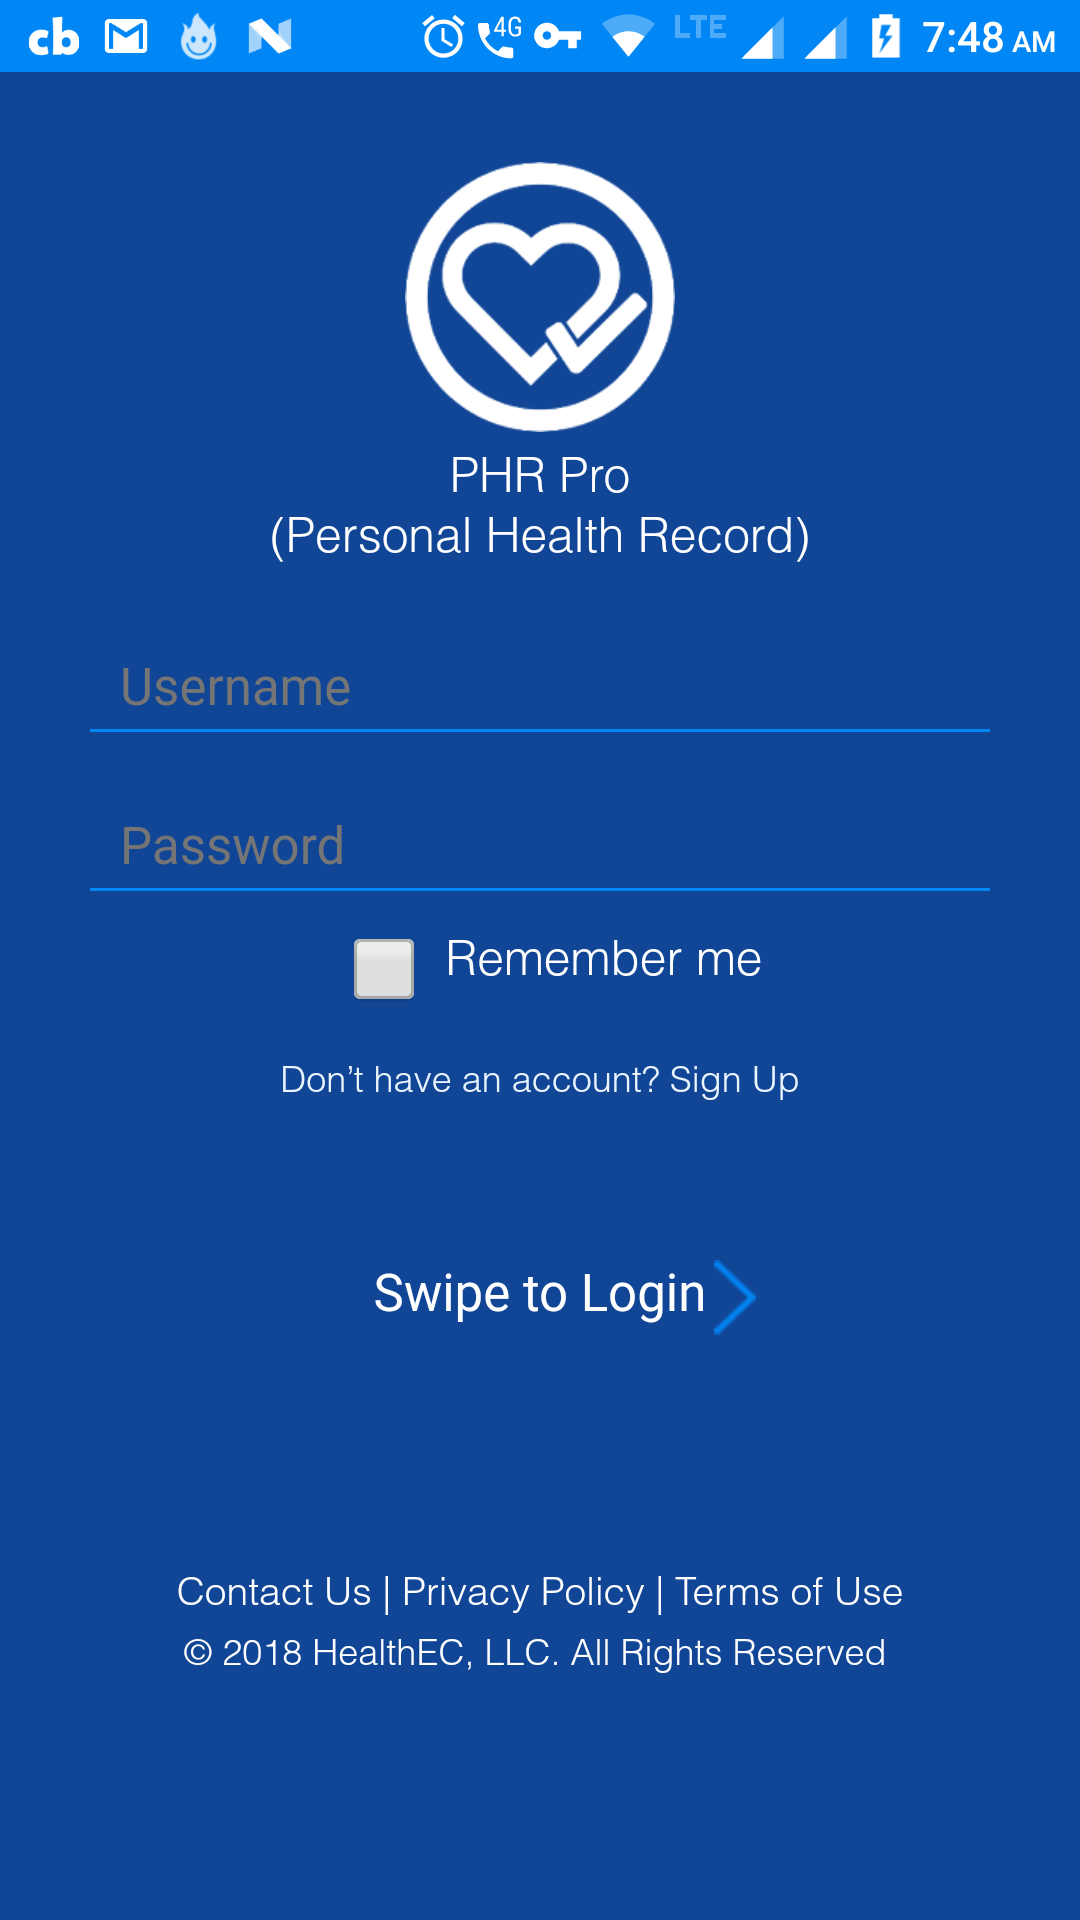 cb 4G LTE 7:48 AM
PHR Pro
(Personal Health Record)
Username
Password
Remember me
Don’t have an account? Sign Up
Swipe to Login
Contact Us | Privacy Policy | Terms of Use
© 2018 HealthEC, LLC. All Rights Reserved